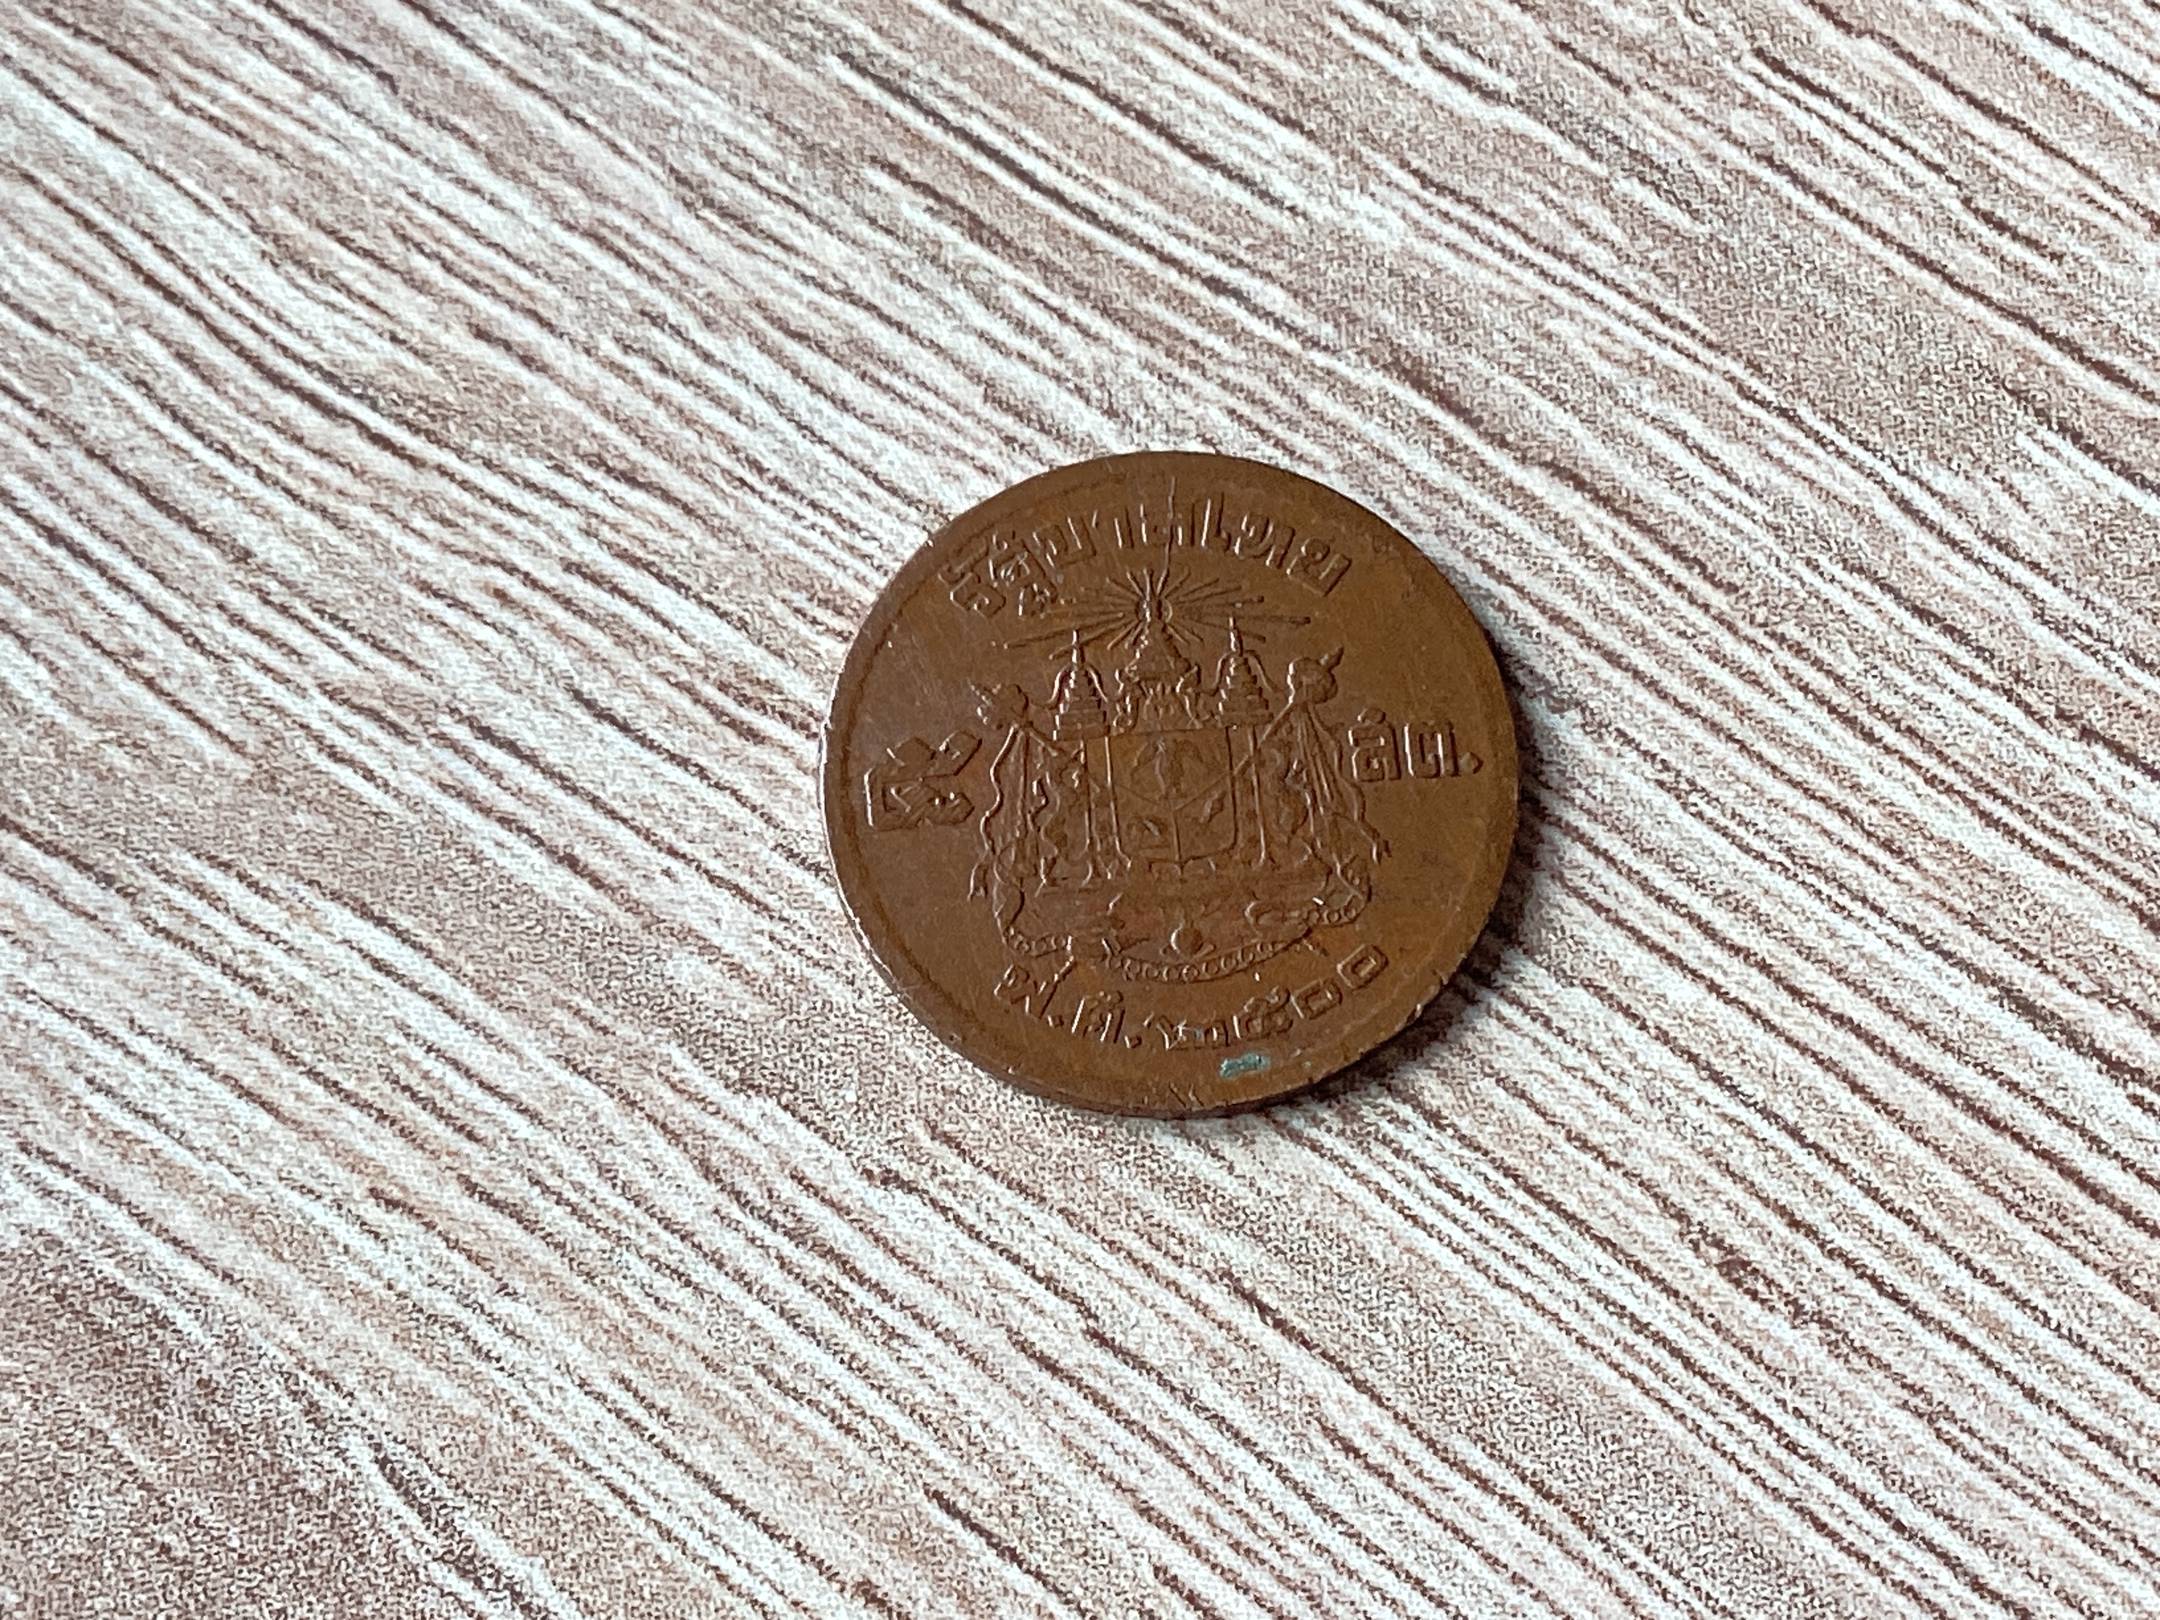 รัฐบาลไทย
๕ สต.
พ.ศ. ๒๕๐๐